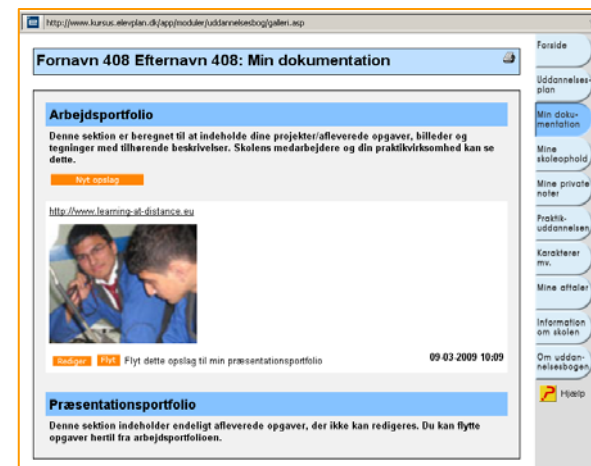 http://www.kursus.elevplan.dk/app/moduler/uddannelsesbog/galleri.asp
Fornavn 408 Efternavn 408: Min dokumentation
Arbejdsportfolio
Denne sektion er beregnet til at indeholde dine projekter/afleverede opgaver, billeder og
tegninger med tilhørende beskrivelser. Skolens medarbejdere og din praktikvirksomhed kan se
dette.
Nyt opslag
http://www.learning-at-distance.eu
Rediger Flyt Flyt dette opslag til min præsentationsportfolio
09-03-2009 10:09
Præsentationsportfolio
Denne sektion indeholder endeligt afleverede opgaver, der ikke kan redigeres. Du kan flytte
opgaver hertil fra arbejdsportfolioen.
Forside
Uddannelses-
plan
Min doku-
mentation
Mine
skoleophold
Mine private
noter
Praktik-
uddannelsen
Karakterer
mv.
Mine aftaler
Information
om skolen
Om uddan-
nelsesbogen
Hjælp